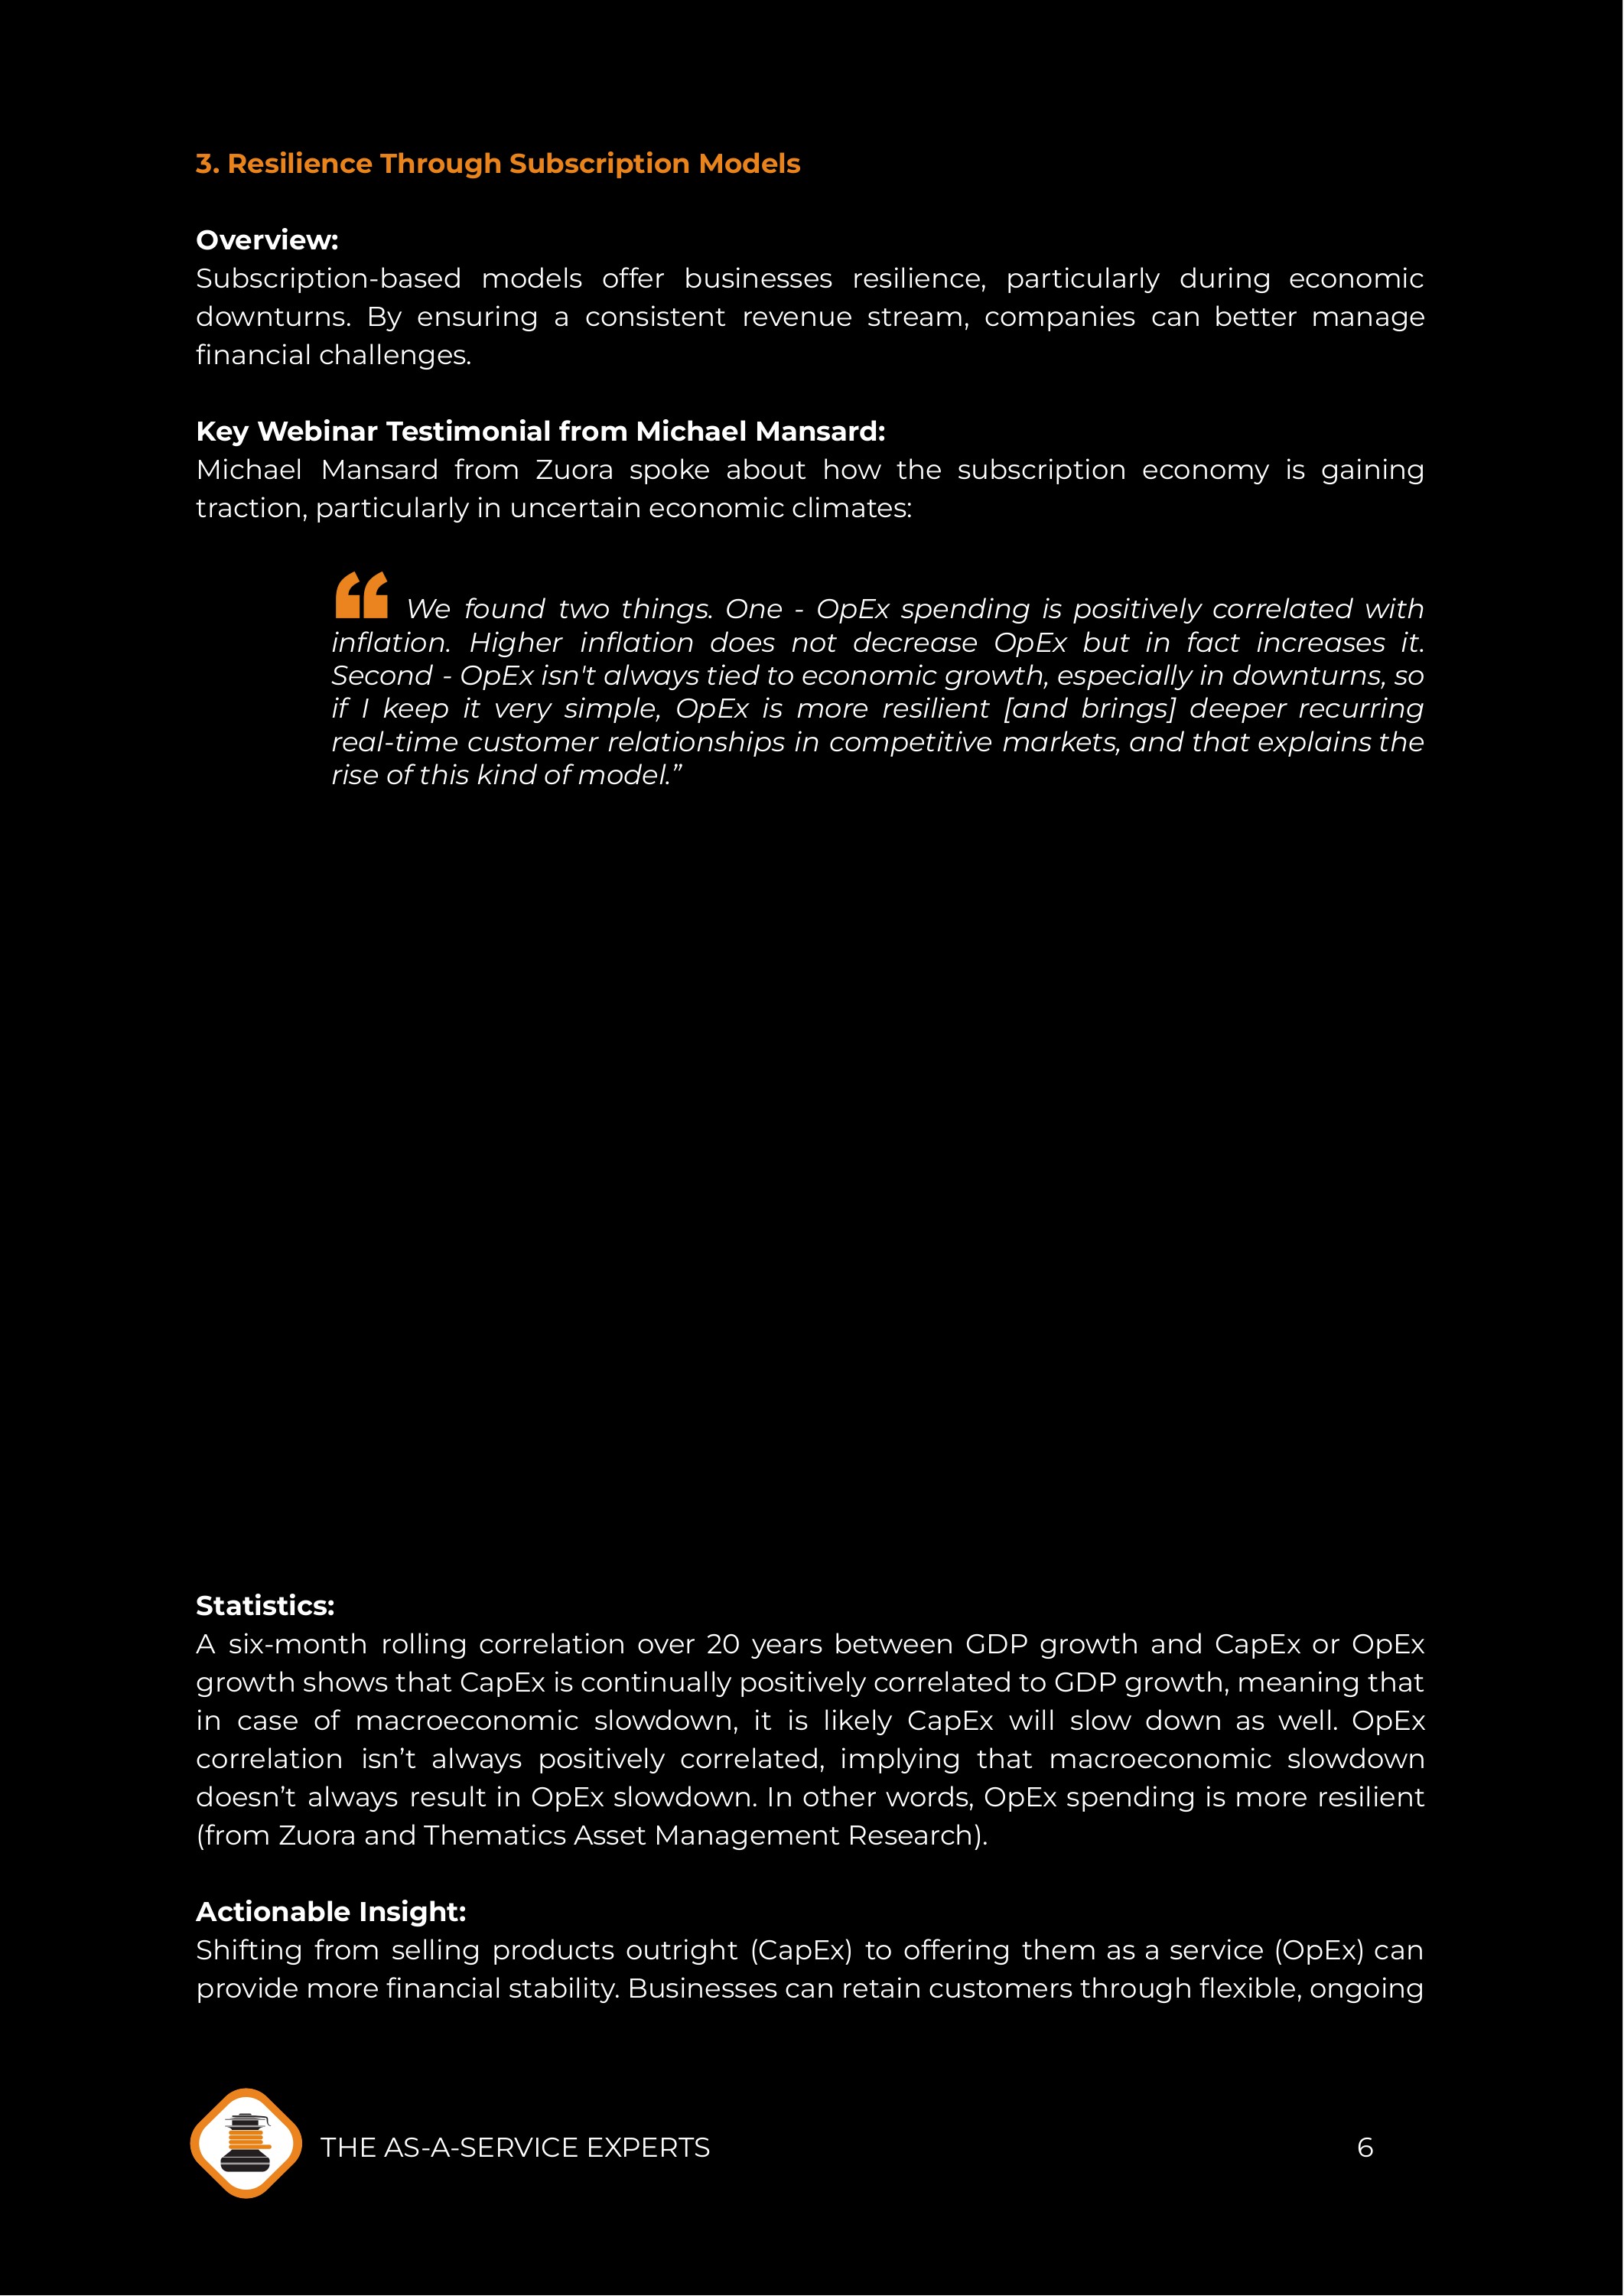 3. Resilience Through Subscription Models
Overview:
Subscription-based models offer businesses resilience, particularly during economic
downturns. By ensuring a consistent revenue stream, companies can better manage
financial challenges.
Key Webinar Testimonial from Michael Mansard:
Michael Mansard from Zuora spoke about how the subscription economy is gaining
traction, particularly in uncertain economic climates:
“ We found two things. One - OpEx spending is positively correlated with
inflation. Higher inflation does not decrease OpEx but in fact increases it.
Second - OpEx isn't always tied to economic growth, especially in downturns, so
if I keep it very simple, OpEx is more resilient [and brings] deeper recurring
real-time customer relationships in competitive markets, and that explains the
rise of this kind of model.”
Statistics:
A six-month rolling correlation over 20 years between GDP growth and CapEx or OpEx
growth shows that CapEx is continually positively correlated to GDP growth, meaning that
in case of macroeconomic slowdown, it is likely CapEx will slow down as well. OpEx
correlation isn’t always positively correlated, implying that macroeconomic slowdown
doesn’t always result in OpEx slowdown. In other words, OpEx spending is more resilient
(from Zuora and Thematics Asset Management Research).
Actionable Insight:
Shifting from selling products outright (CapEx) to offering them as a service (OpEx) can
provide more financial stability. Businesses can retain customers through flexible, ongoing
THE AS-A-SERVICE EXPERTS
6